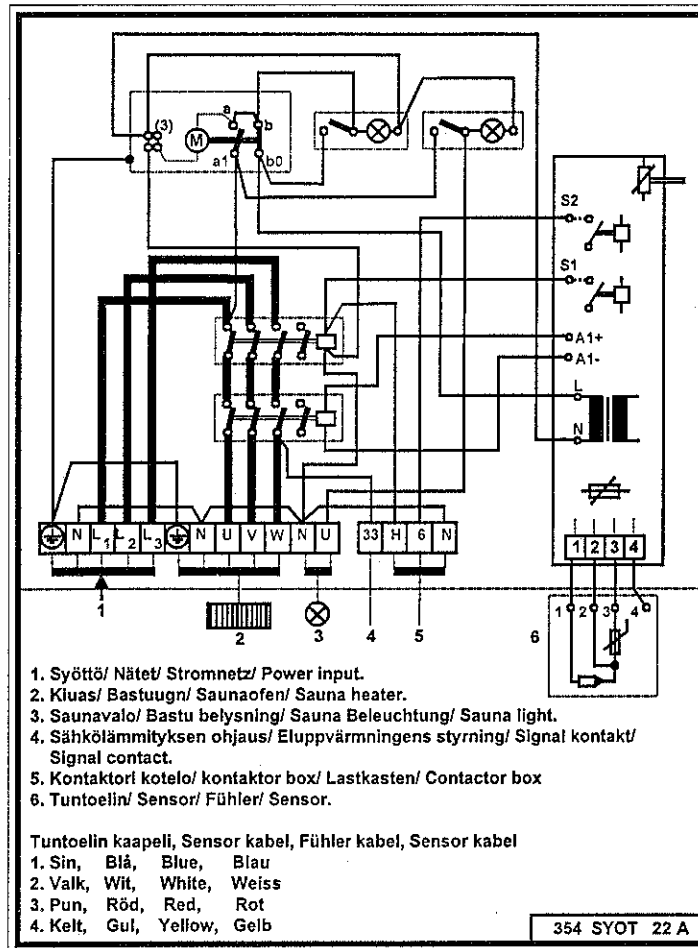 (3)
a
b
M
a1
b0
S2
S1
A1+
A1-
L
N
N L1 L2 L3 N U V W N U 33 H 6 N
1 2 3 4
1 2 3 4 5
1 2 3 4
6
1. Syöttö/ Nätet/ Stromnetz/ Power input.
2. Kiuas/ Bastuugn/ Saunaofen/ Sauna heater.
3. Saunavalo/ Bastu belysning/ Sauna Beleuchtung/ Sauna light.
4. Sähkölämmityksen ohjaus/ Eluppvärmningens styrning/ Signal kontakt/
Signal contact.
5. Kontaktori kotelo/ kontaktor box/ Lastkasten/ Contactor box
6. Tuntoelin/ Sensor/ Fühler/ Sensor.
Tuntoelin kaapeli, Sensor kabel, Fühler kabel, Sensor kabel
1. Sin, Blå, Blue, Blau
2. Valk, Wit, White, Weiss
3. Pun, Röd, Red, Rot
4. Kelt, Gul, Yellow, Gelb
354 SYOT 22 A